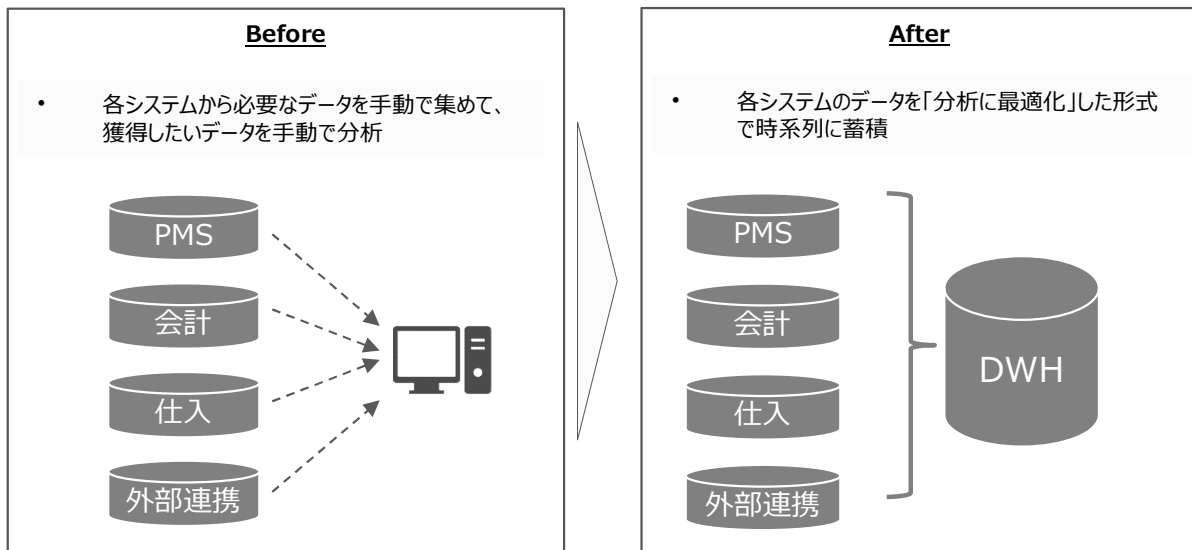 Before
• 各システムから必要なデータを手動で集めて、
獲得したいデータを手動で分析
PMS
会計
仕入
外部連携
After
• 各システムのデータを「分析に最適化」した形式
で時系列に蓄積
PMS
会計
仕入
外部連携
DWH